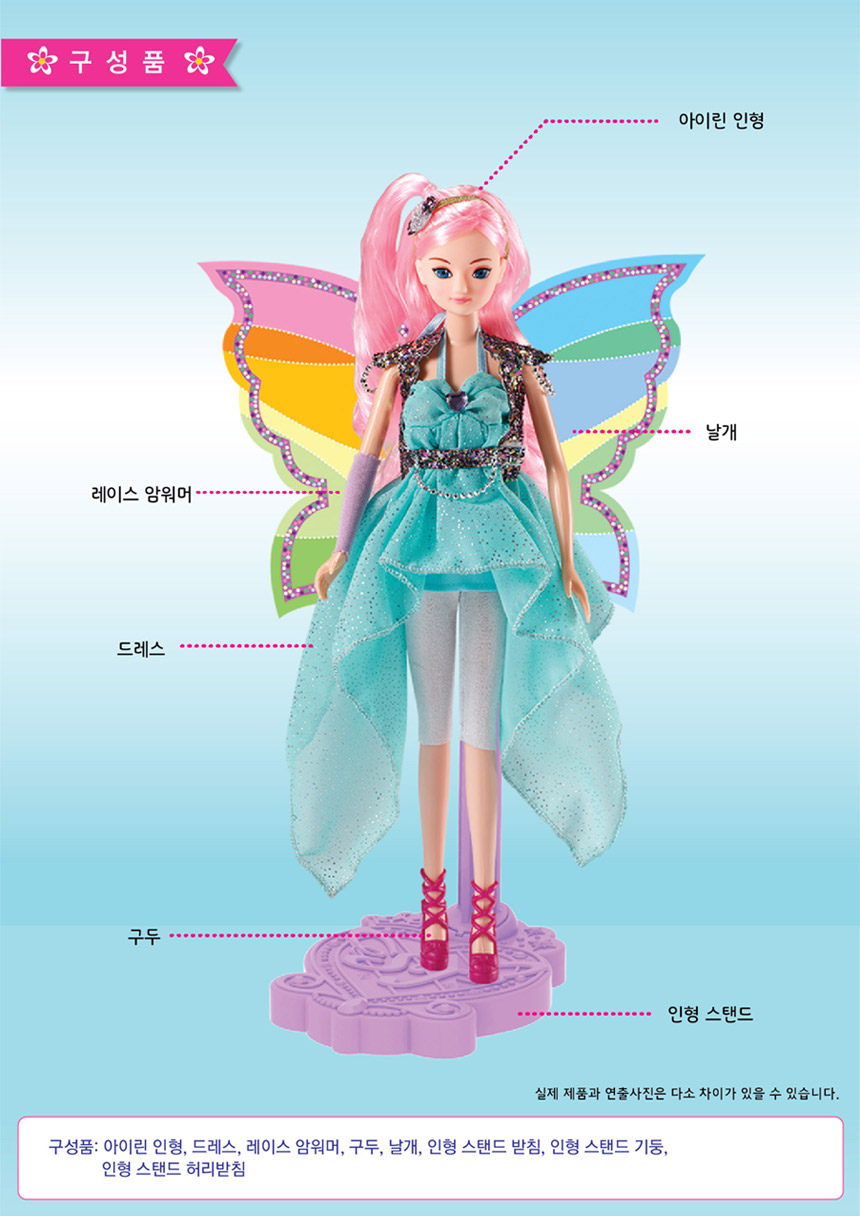 구성품
아이린 인형
날개
레이스 암워머
드레스
구두
인형 스탠드
실제 제품과 연출사진은 다소 차이가 있을 수 있습니다.
구성품: 아이린 인형, 드레스, 레이스 암워머, 구두, 날개, 인형 스탠드 받침, 인형 스탠드 기둥,
인형 스탠드 허리받침